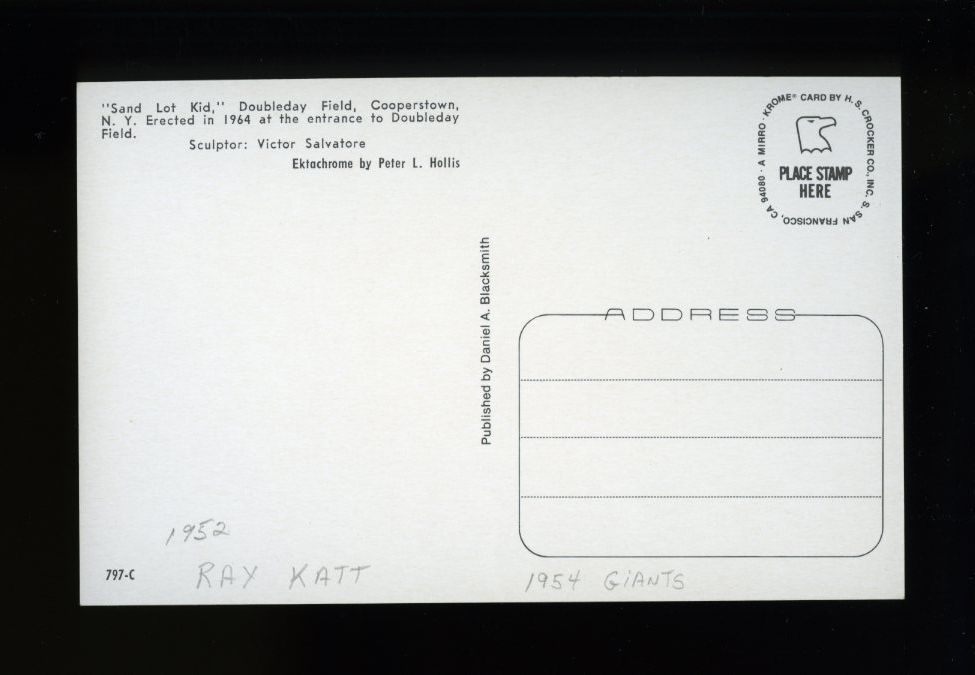 "Sand Lot Kid," Doubleday Field, Cooperstown,
N. Y. Erected in 1964 at the entrance to Doubleday
Field.
Sculptor: Victor Salvatore
Ektachrome by Peter L. Hollis
A MIRRO-KROME® CARD BY H. S. CROCKER CO., INC. S. SAN FRANCISCO, CA 94080
PLACE STAMP
HERE
Published by Daniel A. Blacksmith
ADDRESS
1952
797-C
RAY KATT
1954 GIANTS